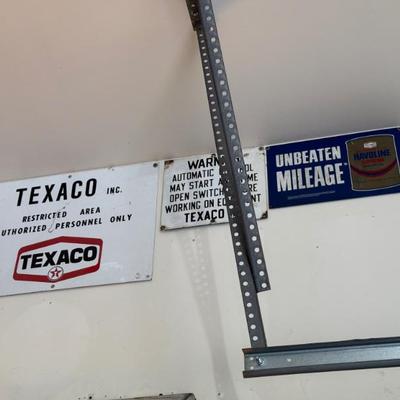 TEXACO INC.
RESTRICTED AREA
AUTHORIZED PERSONNEL ONLY
TEXACO
AUTOMATIC
MAY START A
OPEN SWITCH
WORKING ON
TEXACO
UNBEATEN
MILEAGE
HAVOLINE